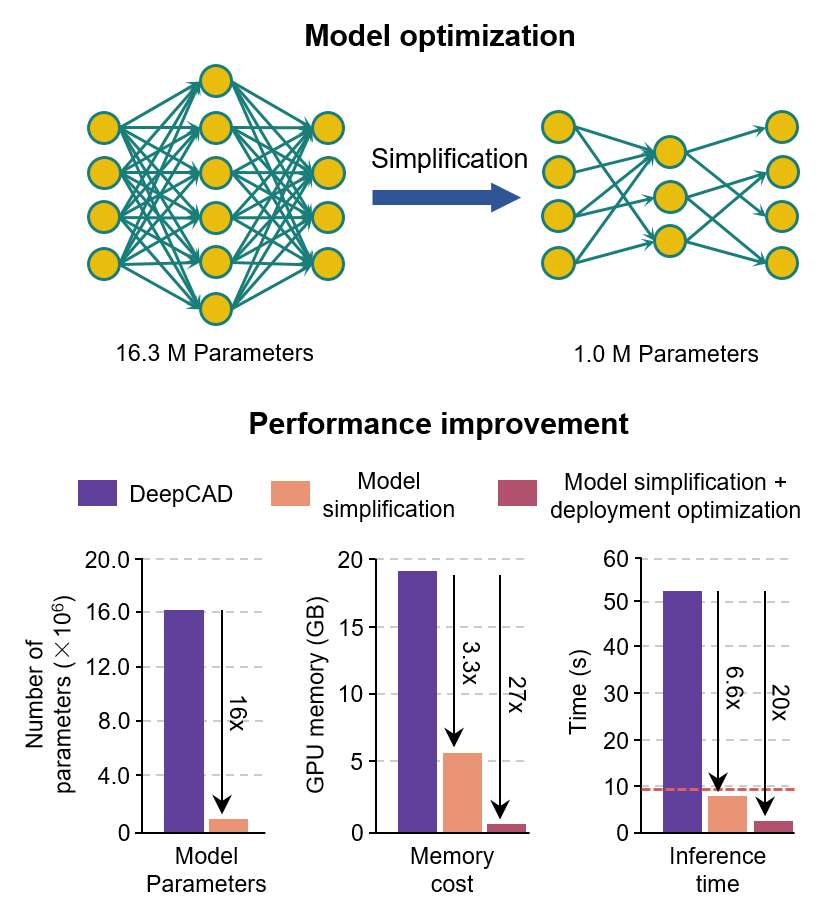 Model optimization
Simplification
16.3 M Parameters
1.0 M Parameters
Performance improvement
DeepCAD
Model
simplification
Model simplification +
deployment optimization
Number of
parameters (×10⁶)
20.0
16.0
12.0
8.0
4.0
0
16x
Model
Parameters
GPU memory (GB)
20
15
10
5
0
3.3x
27x
Memory
cost
Time (s)
60
50
40
30
20
10
0
6.6x
20x
Inference
time